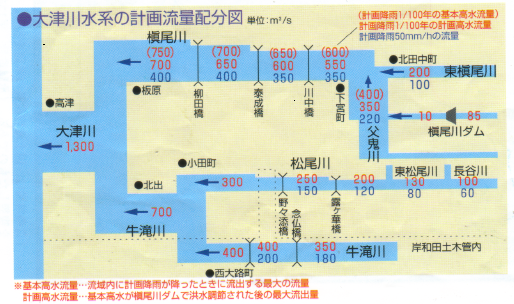 ●大津川水系の計画流量配分図 単位:m³/s
(計画降雨1/100年の基本高水流量)
計画降雨1/100年の計画高水流量
計画降雨50mm/hの流量
槇尾川
(750)
700
400
(700)
650
400
(650)
600
350
(600)
550
350
●北田中町
200
100
東槇尾川
●板原
柳田橋
泰成橋
川中橋
●下宮町
(400)
350
220
父鬼川
10
85
槇尾川ダム
●高津
大津川
1,300
●小田町
松尾川
東松尾川
長谷川
300
250
150
200
120
130
80
100
60
●北出
野々添橋
露ヶ華橋
700
念仏橋
牛滝川
400
400
200
350
180
牛滝川
岸和田土木管内
●西大路町
※基本高水流量…流域内に計画降雨が降ったときに流出する最大の流量
計画高水流量…基本高水が槇尾川ダムで洪水調節された後の最大流出量